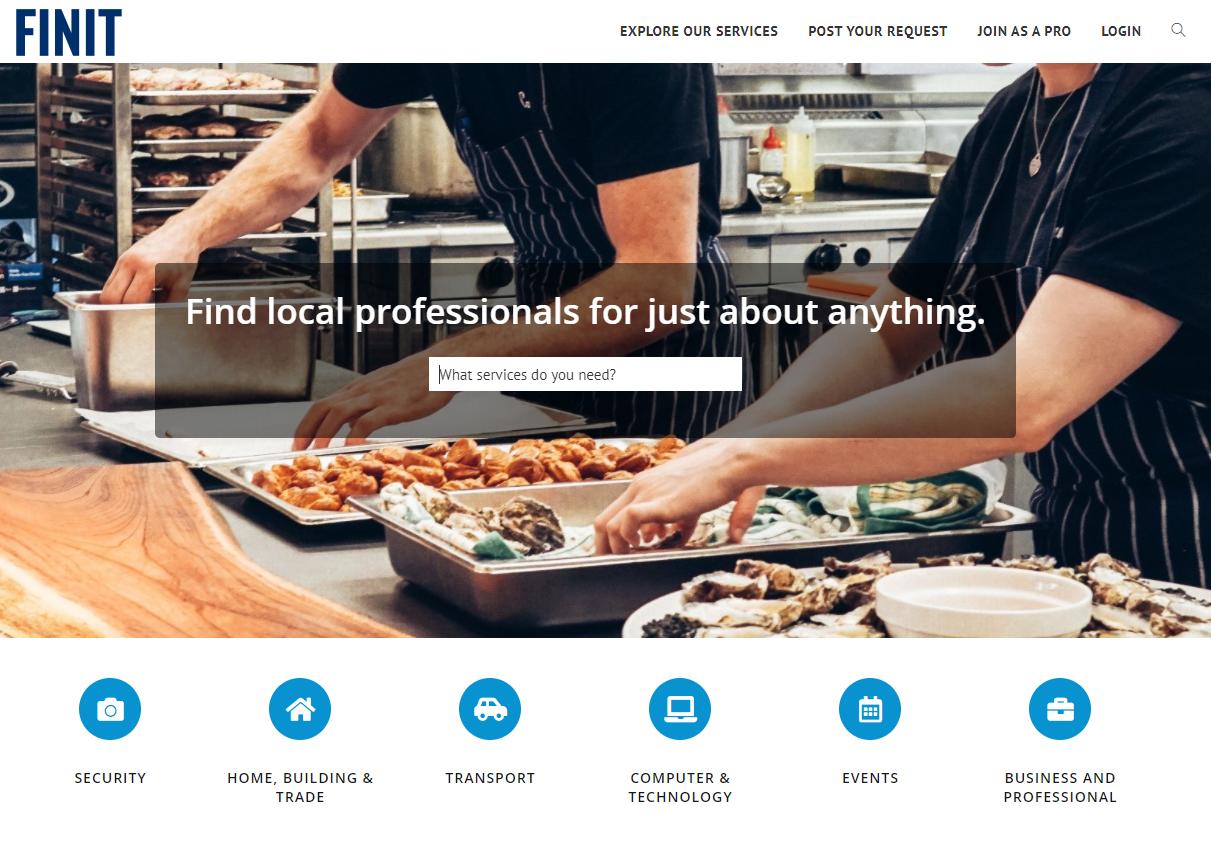 FINIT
EXPLORE OUR SERVICES
POST YOUR REQUEST
JOIN AS A PRO
LOGIN
Find local professionals for just about anything.
What services do you need?
SECURITY
HOME, BUILDING &
TRADE
TRANSPORT
COMPUTER &
TECHNOLOGY
EVENTS
BUSINESS AND
PROFESSIONAL